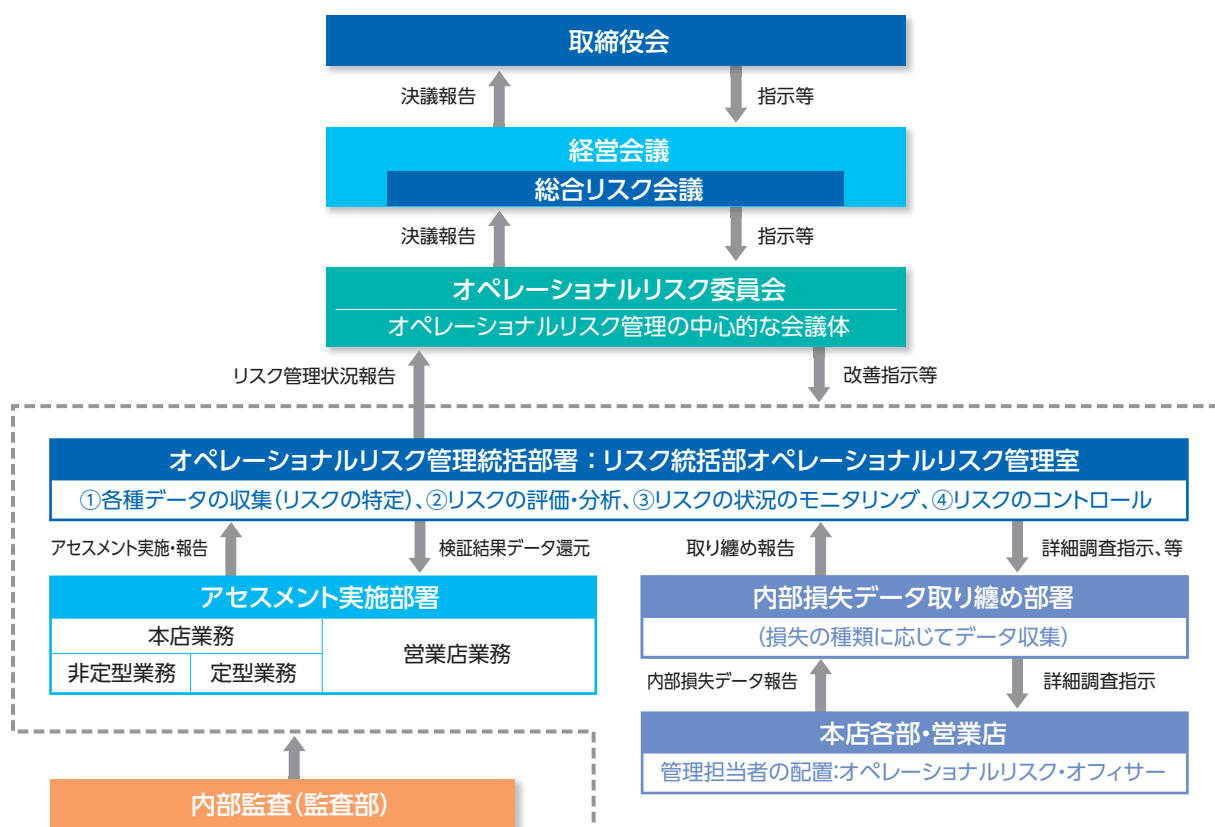 取締役会
決議報告
指示等
経営会議
総合リスク会議
決議報告
指示等
オペレーショナルリスク委員会
オペレーショナルリスク管理の中心的な会議体
リスク管理状況報告
改善指示等
オペレーショナルリスク管理統括部署：リスク統括部オペレーショナルリスク管理室
①各種データの収集（リスクの特定）、②リスクの評価・分析、③リスクの状況のモニタリング、④リスクのコントロール
アセスメント実施・報告
検証結果データ還元
取り纏め報告
詳細調査指示、等
アセスメント実施部署
本店業務
営業店業務
非定型業務
定型業務
内部損失データ取り纏め部署
（損失の種類に応じてデータ収集）
内部損失データ報告
詳細調査指示
本店各部・営業店
管理担当者の配置:オペレーショナルリスク・オフィサー
内部監査（監査部）